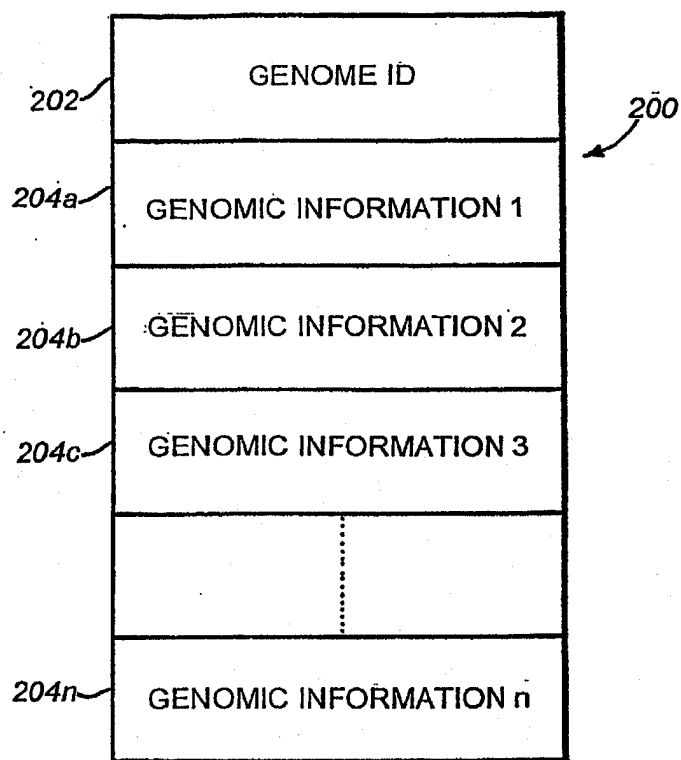 GENOME ID
202
200
204a
GENOMIC INFORMATION 1
204b
GENOMIC INFORMATION 2
204c
GENOMIC INFORMATION 3
204n
GENOMIC INFORMATION n